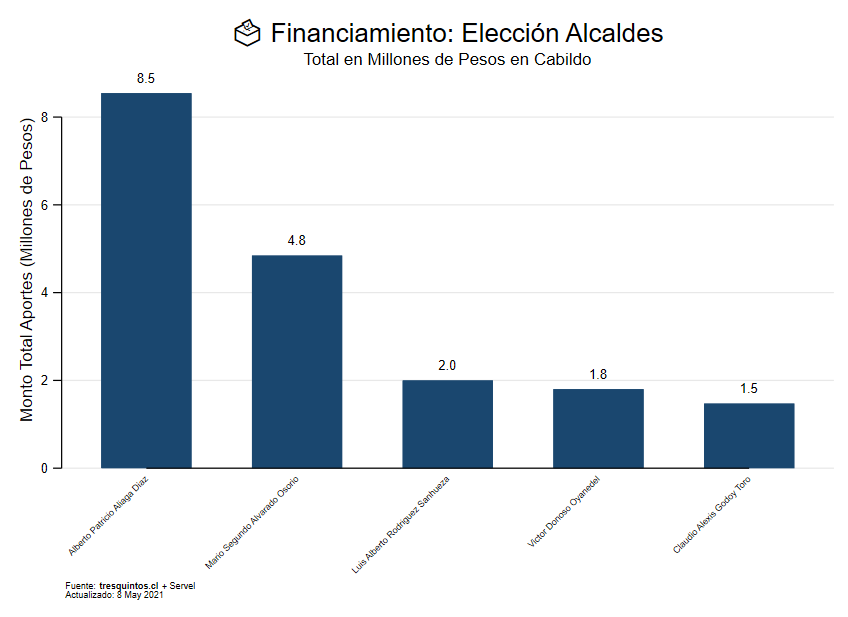 Financiamiento: Elección Alcaldes
Total en Millones de Pesos en Cabildo
Monto Total Aportes (Millones de Pesos)
8
6
4
2
0
8.5
4.8
2.0
1.8
1.5
Alberto Patricio Aliaga Diaz
Mario Segundo Alvarado Osorio
Luis Alberto Rodriguez Sanhueza
Victor Donoso Oyanedel
Claudio Alexis Godoy Toro
Fuente: tresquintos.cl + Servel
Actualizado: 8 May 2021